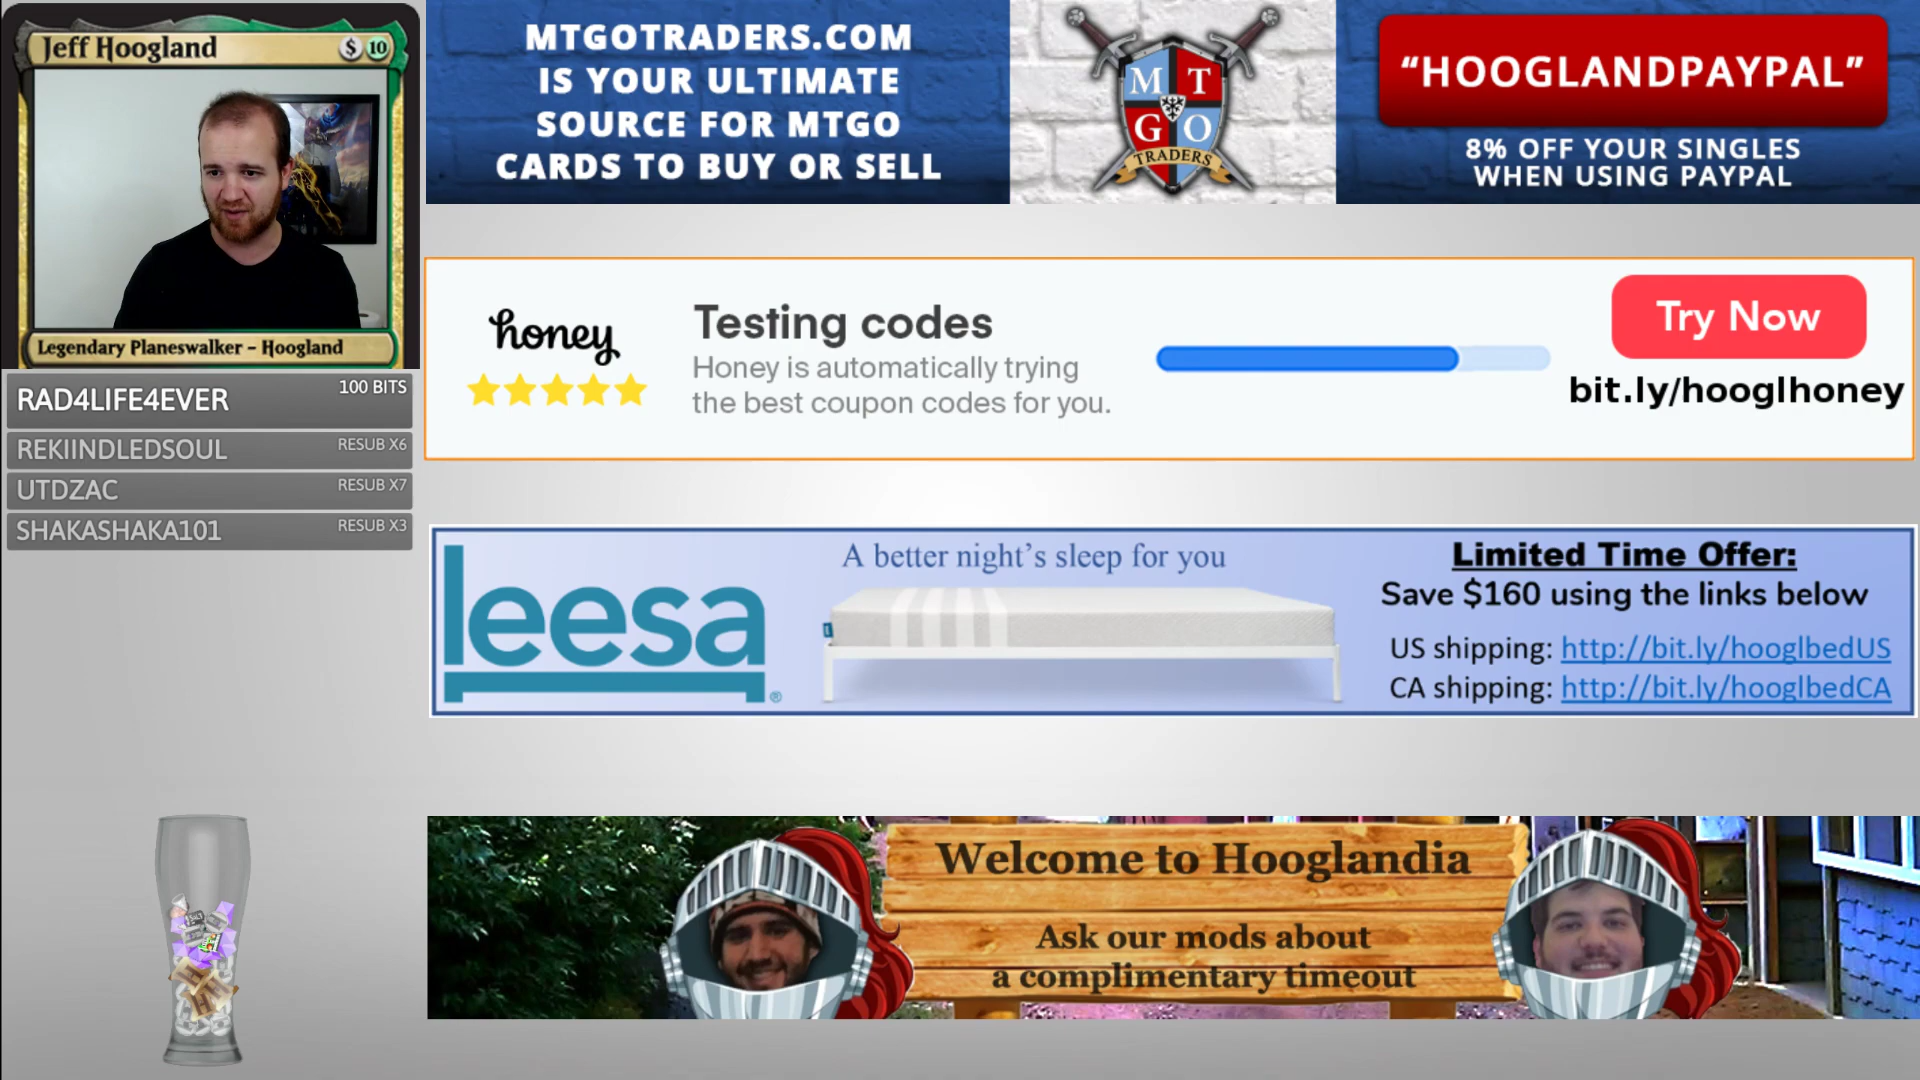 Jeff Hoogland
$ 10
Legendary Planeswalker – Hoogland
RAD4LIFE4EVER 100 BITS
REKIINDLEDSOUL RESUB X6
UTDZAC RESUB X7
SHAKASHAKA101 RESUB X3
MTGOTRADERS.COM
IS YOUR ULTIMATE
SOURCE FOR MTGO
CARDS TO BUY OR SELL
M T
G O
TRADERS
“HOOGLANDPAYPAL”
8% OFF YOUR SINGLES
WHEN USING PAYPAL
honey
Testing codes
Honey is automatically trying
the best coupon codes for you.
Try Now
bit.ly/hooglhoney
leesa®
A better night's sleep for you
Limited Time Offer:
Save $160 using the links below
US shipping: http://bit.ly/hooglbedUS
CA shipping: http://bit.ly/hooglbedCA
Welcome to Hooglandia
Ask our mods about
a complimentary timeout